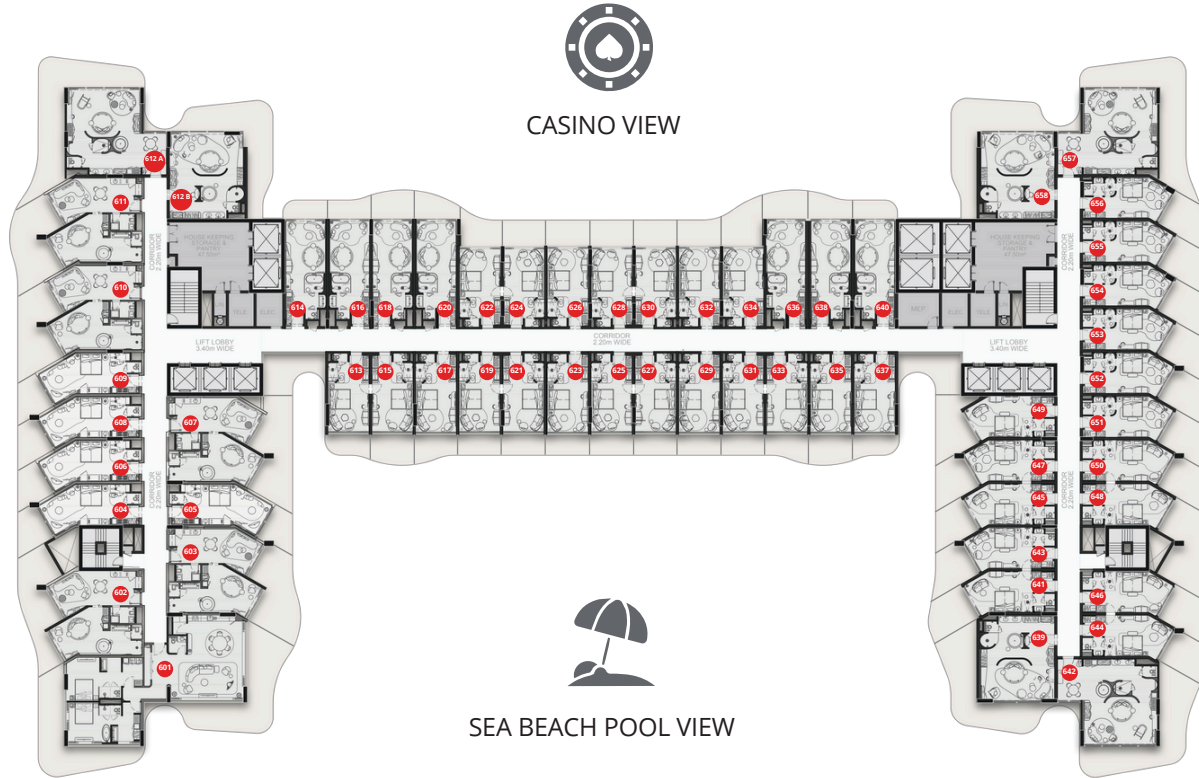 CASINO VIEW
612 A
612 B
611
610
609
608
606
604
602
601
607
605
603
HOUSE KEEPING
STORAGE &
PANTRY
CORRIDOR
2.20m WIDE
TELE.
ELEC.
LIFT LOBBY
3.40m WIDE
CORRIDOR
2.20m WIDE
614
616
618
620
622
624
626
628
630
632
634
636
638
640
CORRIDOR
2.20m WIDE
613
615
617
619
621
623
625
627
629
631
633
635
637
657
658
656
655
654
653
652
651
650
648
646
644
642
649
647
645
643
641
639
HOUSE KEEPING
STORAGE &
PANTRY
CORRIDOR
2.20m WIDE
MEP.
ELEC.
TELE.
LIFT LOBBY
3.40m WIDE
CORRIDOR
2.20m WIDE
SEA BEACH POOL VIEW